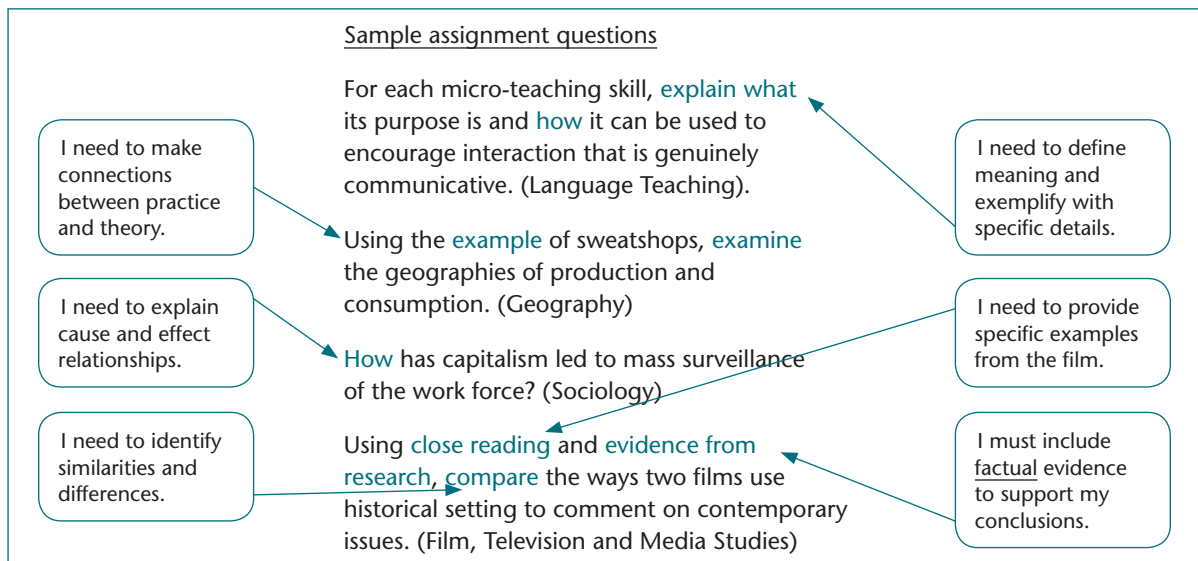 Sample assignment questions
For each micro-teaching skill, explain what
its purpose is and how it can be used to
encourage interaction that is genuinely
communicative. (Language Teaching).
Using the example of sweatshops, examine
the geographies of production and
consumption. (Geography)
How has capitalism led to mass surveillance
of the work force? (Sociology)
Using close reading and evidence from
research, compare the ways two films use
historical setting to comment on contemporary
issues. (Film, Television and Media Studies)
I need to make
connections
between practice
and theory.
I need to explain
cause and effect
relationships.
I need to identify
similarities and
differences.
I need to define
meaning and
exemplify with
specific details.
I need to provide
specific examples
from the film.
I must include
factual evidence
to support my
conclusions.